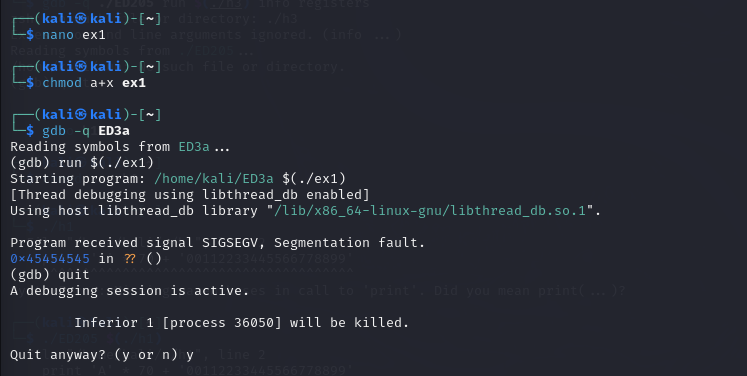 ┌──(kali㉿kali)-[~]
└─$ nano ex1
┌──(kali㉿kali)-[~]
└─$ chmod a+x ex1
┌──(kali㉿kali)-[~]
└─$ gdb -q ED3a
Reading symbols from ED3a...
(gdb) run $(./ex1)
Starting program: /home/kali/ED3a $(./ex1)
[Thread debugging using libthread_db enabled]
Using host libthread_db library "/lib/x86_64-linux-gnu/libthread_db.so.1".
Program received signal SIGSEGV, Segmentation fault.
0×45454545 in ?? ()
(gdb) quit
A debugging session is active.
Inferior 1 [process 36050] will be killed.
Quit anyway? (y or n) y